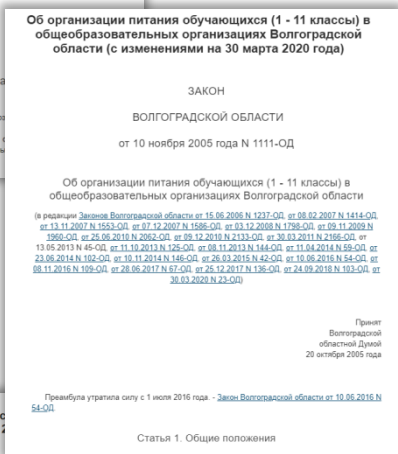 Об организации питания обучающихся (1 - 11 классы) в
общеобразовательных организациях Волгоградской
области (с изменениями на 30 марта 2020 года)
ЗАКОН
ВОЛГОГРАДСКОЙ ОБЛАСТИ
от 10 ноября 2005 года N 1111-ОД
Об организации питания обучающихся (1 - 11 классы) в
общеобразовательных организациях Волгоградской области
(в редакции Законов Волгоградской области от 15.06.2006 N 1237-ОД, от 08.02.2007 N 1414-ОД,
от 13.11.2007 N 1553-ОД, от 07.12.2007 N 1586-ОД, от 03.12.2008 N 1798-ОД, от 09.11.2009 N
1960-ОД, от 25.06.2010 N 2062-ОД, от 09.12.2010 N 2133-ОД, от 30.03.2011 N 2166-ОД, от
13.05.2013 N 45-ОД, от 11.10.2013 N 125-ОД, от 08.11.2013 N 144-ОД, от 11.04.2014 N 59-ОД, от
23.06.2014 N 102-ОД, от 10.11.2014 N 146-ОД, от 26.03.2015 N 42-ОД, от 10.06.2016 N 54-ОД, от
08.11.2016 N 109-ОД, от 28.06.2017 N 67-ОД, от 25.12.2017 N 136-ОД, от 24.09.2018 N 103-ОД, от
30.03.2020 N 23-ОД)
Принят
Волгоградской
областной Думой
20 октября 2005 года
Преамбула утратила силу с 1 июля 2016 года. - Закон Волгоградской области от 10.06.2016 N
54-ОД.
Статья 1. Общие положения